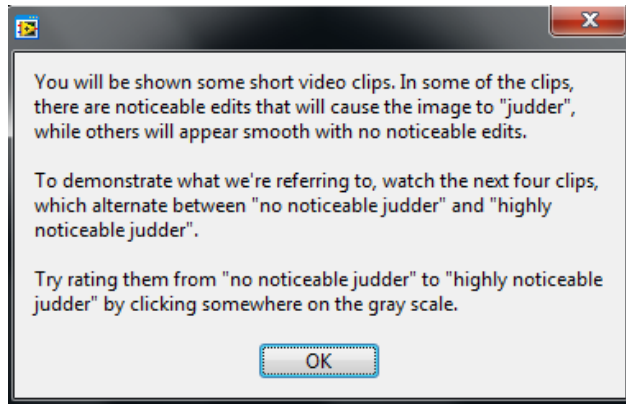 You will be shown some short video clips. In some of the clips,
there are noticeable edits that will cause the image to "judder",
while others will appear smooth with no noticeable edits.
To demonstrate what we're referring to, watch the next four clips,
which alternate between "no noticeable judder" and "highly
noticeable judder".
Try rating them from "no noticeable judder" to "highly noticeable
judder" by clicking somewhere on the gray scale.
OK